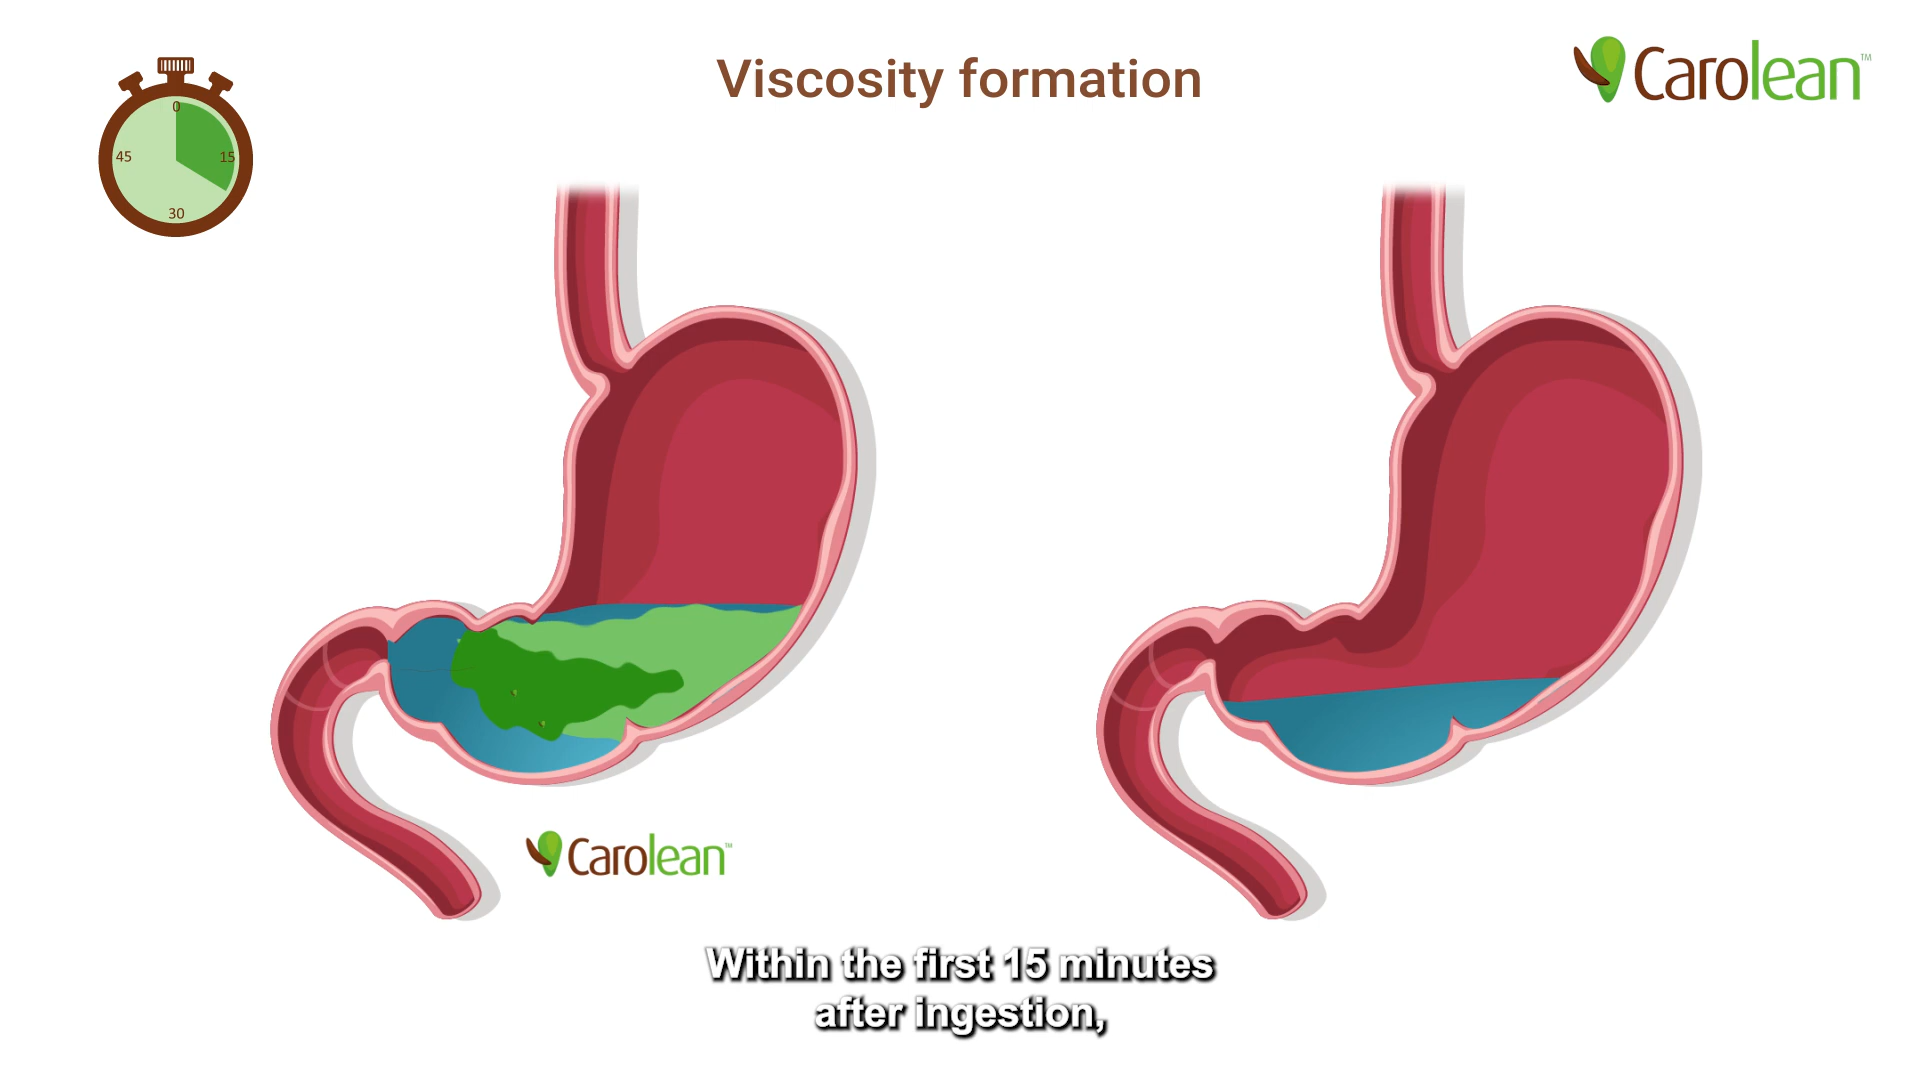 Viscosity formation
Carolean™
0
45
15
30
Carolean™
Within the first 15 minutes
after ingestion,